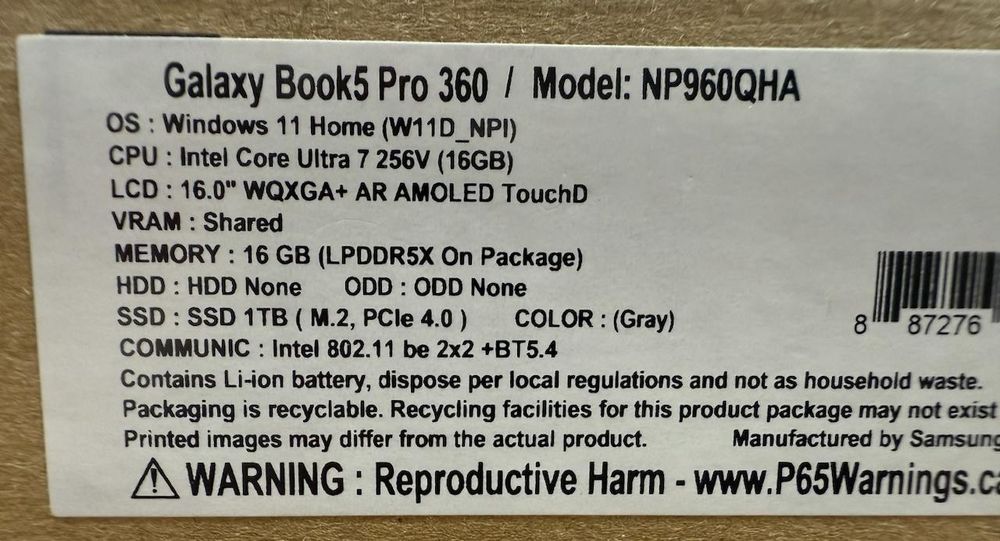 Galaxy Book5 Pro 360 / Model: NP960QHA
OS : Windows 11 Home (W11D_NPI)
CPU : Intel Core Ultra 7 256V (16GB)
LCD : 16.0" WQXGA+ AR AMOLED TouchD
VRAM : Shared
MEMORY : 16 GB (LPDDR5X On Package)
HDD : HDD None ODD : ODD None
SSD : SSD 1TB ( M.2, PCIe 4.0 ) COLOR : (Gray)
8 87276
COMMUNIC : Intel 802.11 be 2x2 +BT5.4
Contains Li-ion battery, dispose per local regulations and not as household waste.
Packaging is recyclable. Recycling facilities for this product package may not exist
Printed images may differ from the actual product. Manufactured by Samsung
WARNING : Reproductive Harm - www.P65Warnings.ca